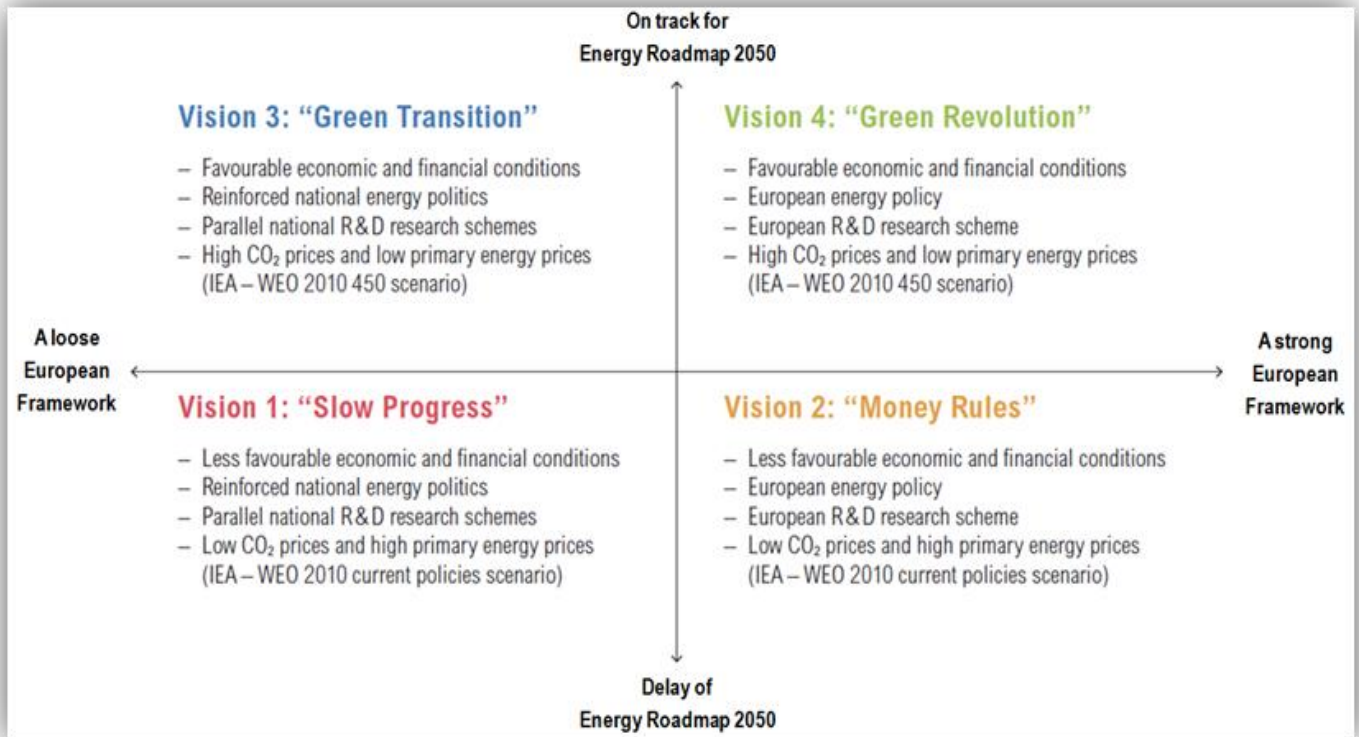 On track for
Energy Roadmap 2050
Vision 3: “Green Transition”
– Favourable economic and financial conditions
– Reinforced national energy politics
– Parallel national R&D research schemes
– High CO₂ prices and low primary energy prices
(IEA – WEO 2010 450 scenario)
Vision 4: “Green Revolution”
– Favourable economic and financial conditions
– European energy policy
– European R&D research scheme
– High CO₂ prices and low primary energy prices
(IEA – WEO 2010 450 scenario)
A loose
European
Framework
A strong
European
Framework
Vision 1: “Slow Progress”
– Less favourable economic and financial conditions
– Reinforced national energy politics
– Parallel national R&D research schemes
– Low CO₂ prices and high primary energy prices
(IEA – WEO 2010 current policies scenario)
Vision 2: “Money Rules”
– Less favourable economic and financial conditions
– European energy policy
– European R&D research scheme
– Low CO₂ prices and high primary energy prices
(IEA – WEO 2010 current policies scenario)
Delay of
Energy Roadmap 2050